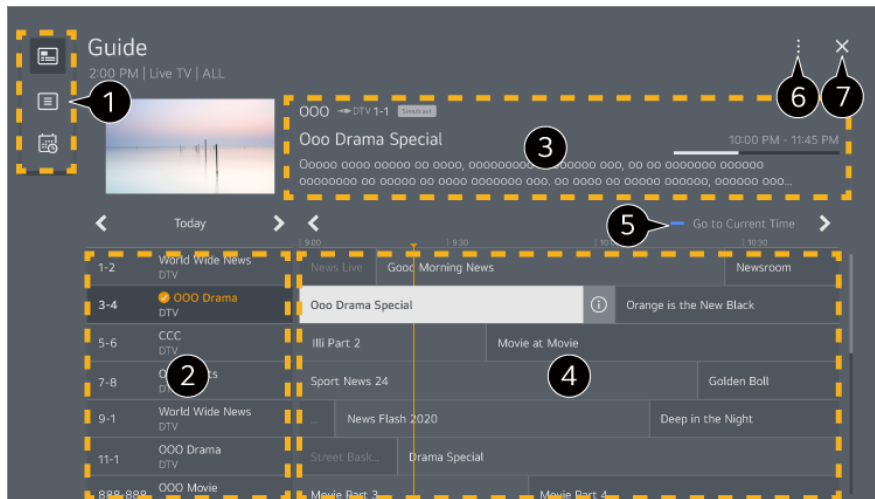 Guide
2:00 PM | Live TV | ALL
1
6
7
OOO DTV 1-1 Simulcast
Ooo Drama Special
10:00 PM - 11:45 PM
3
Ooooo oooo ooooo oo oooo, ooooooooo ooooo ooo, oo oo ooooooo oooooo
oooooooo oo ooooo oo oooo oooooooo ooo. oo ooo oo ooooo oooooo, oooooo ooo...
Today
5
Go to Current Time
9:00
9:30
10:30
1-2
World Wide News
DTV
News Live
Good Morning News
Newsroom
3-4
OOO Drama
DTV
Ooo Drama Special
Orange is the New Black
5-6
CCC
DTV
Illi Part 2
Movie at Movie
7-8
2
Sport News 24
4
Golden Boll
9-1
World Wide News
DTV
...
News Flash 2020
Deep in the Night
11-1
OOO Drama
DTV
Street Bask...
Drama Special
888-888
OOO Movie
Movie Part 3
Movie Part 4